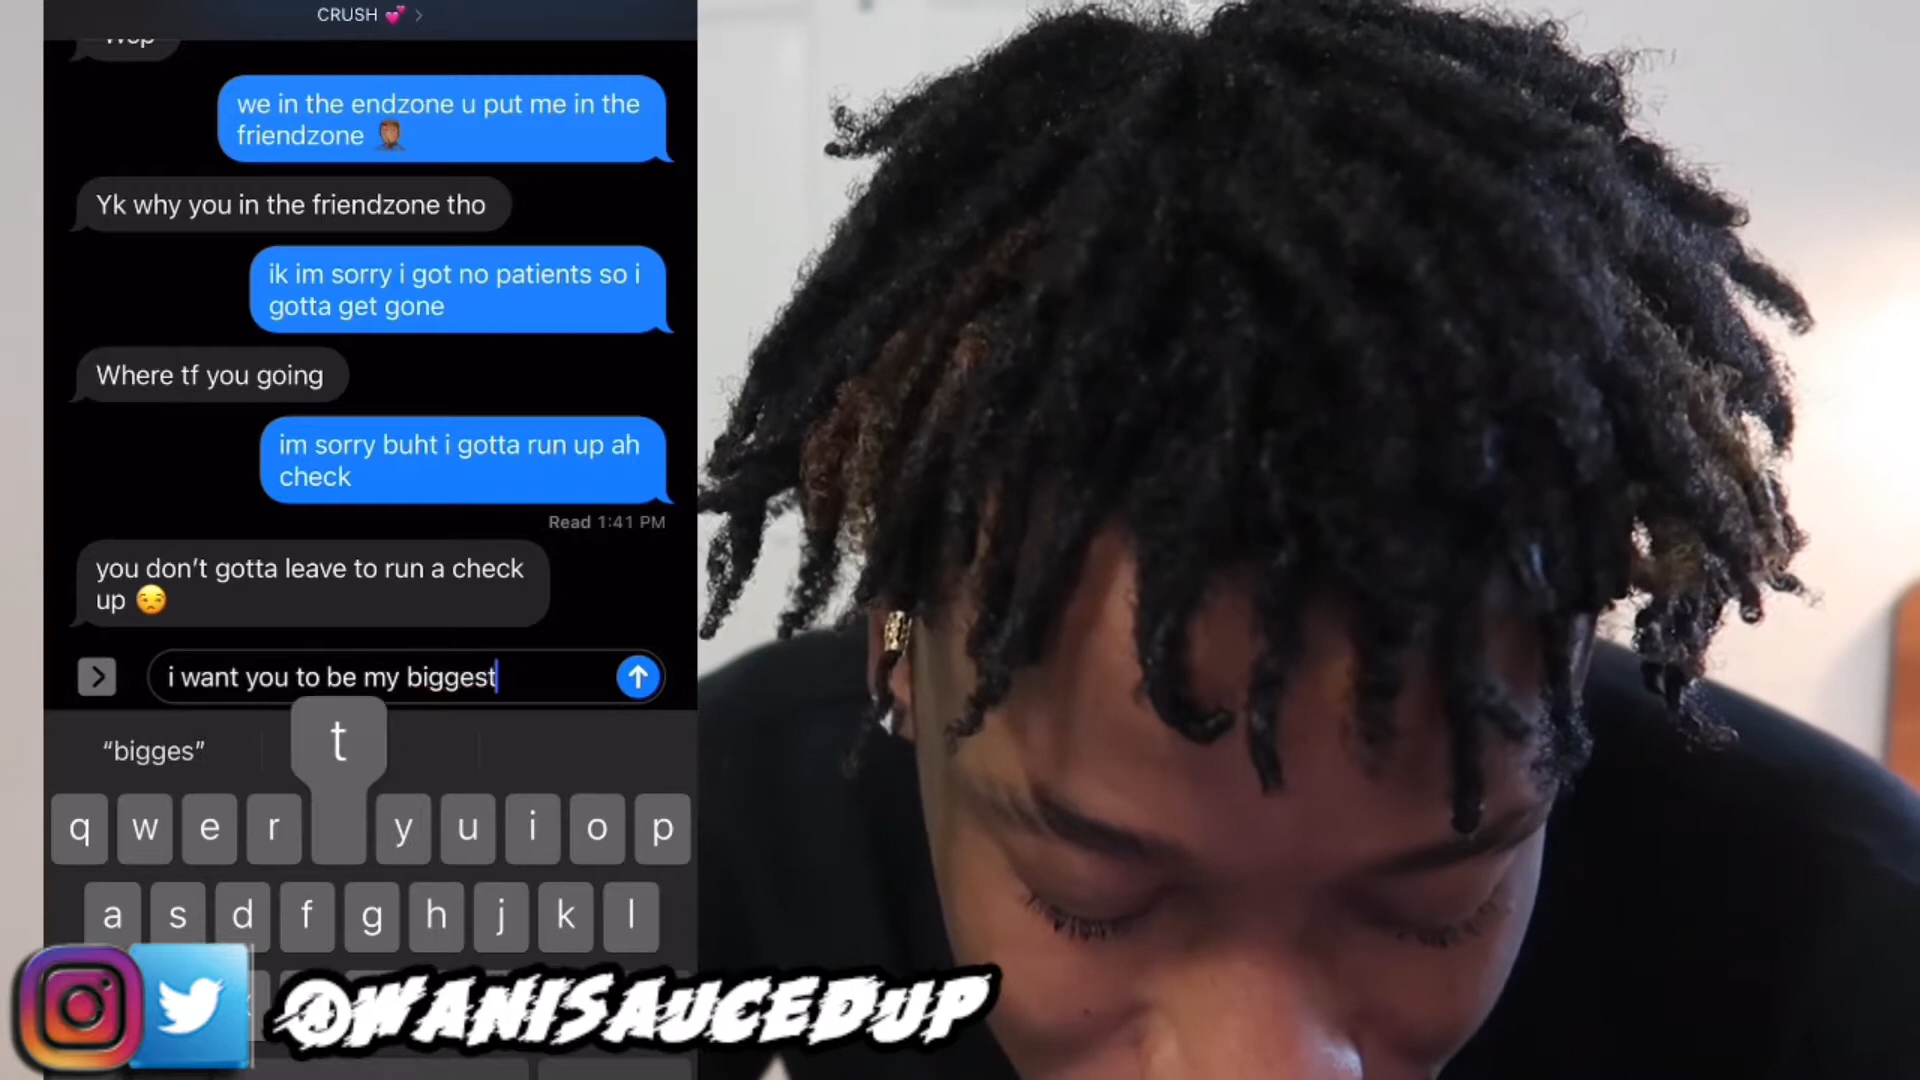 CRUSH 💕 >
Wsp
we in the endzone u put me in the
friendzone 🤦🏾‍♂️
Yk why you in the friendzone tho
ik im sorry i got no patients so i
gotta get gone
Where tf you going
im sorry buht i gotta run up ah
check
Read 1:41 PM
you don’t gotta leave to run a check
up 😒
i want you to be my biggest
“bigges”
t
q w e r y u i o p
a s d f g h j k l
@WANISAUCEDUP